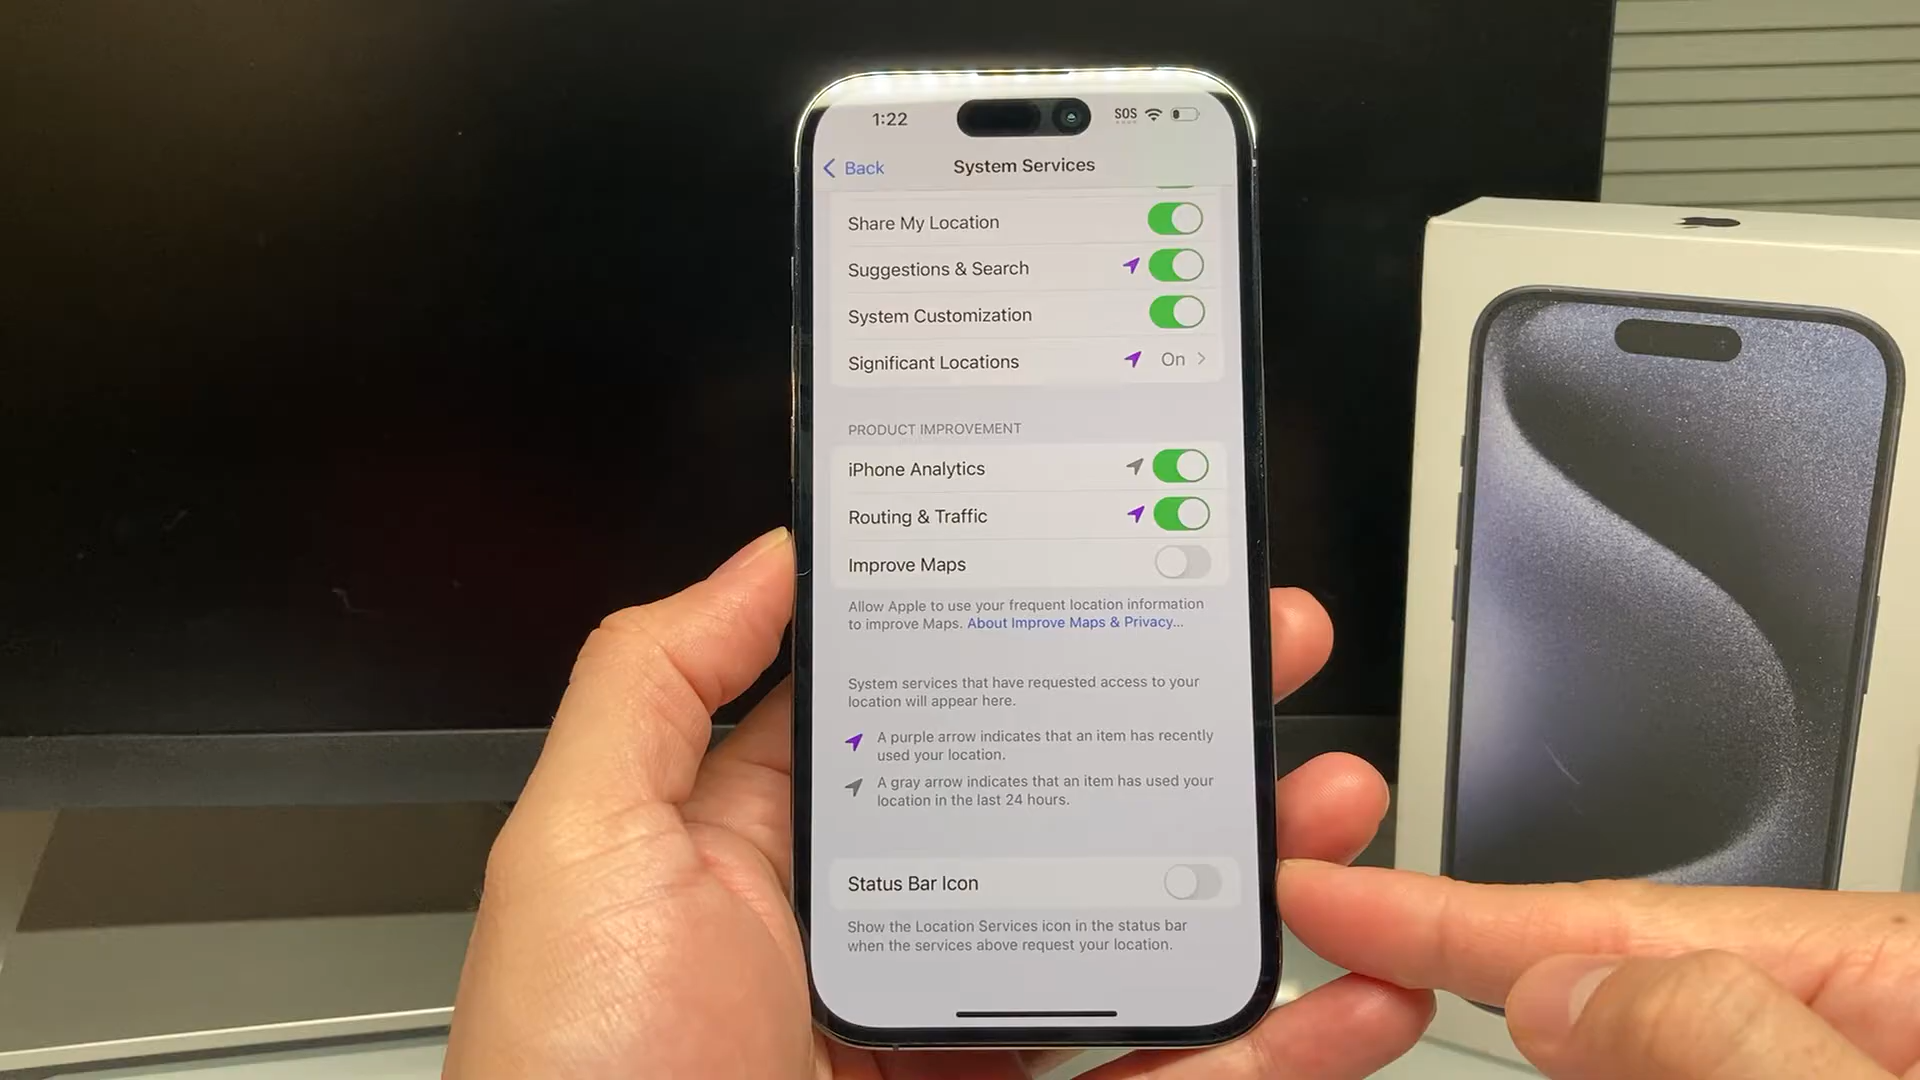 1:22
SOS
Back
System Services
Share My Location
Suggestions & Search
System Customization
Significant Locations On
PRODUCT IMPROVEMENT
iPhone Analytics
Routing & Traffic
Improve Maps
Allow Apple to use your frequent location information
to improve Maps. About Improve Maps & Privacy...
System services that have requested access to your
location will appear here.
A purple arrow indicates that an item has recently
used your location.
A gray arrow indicates that an item has used your
location in the last 24 hours.
Status Bar Icon
Show the Location Services icon in the status bar
when the services above request your location.